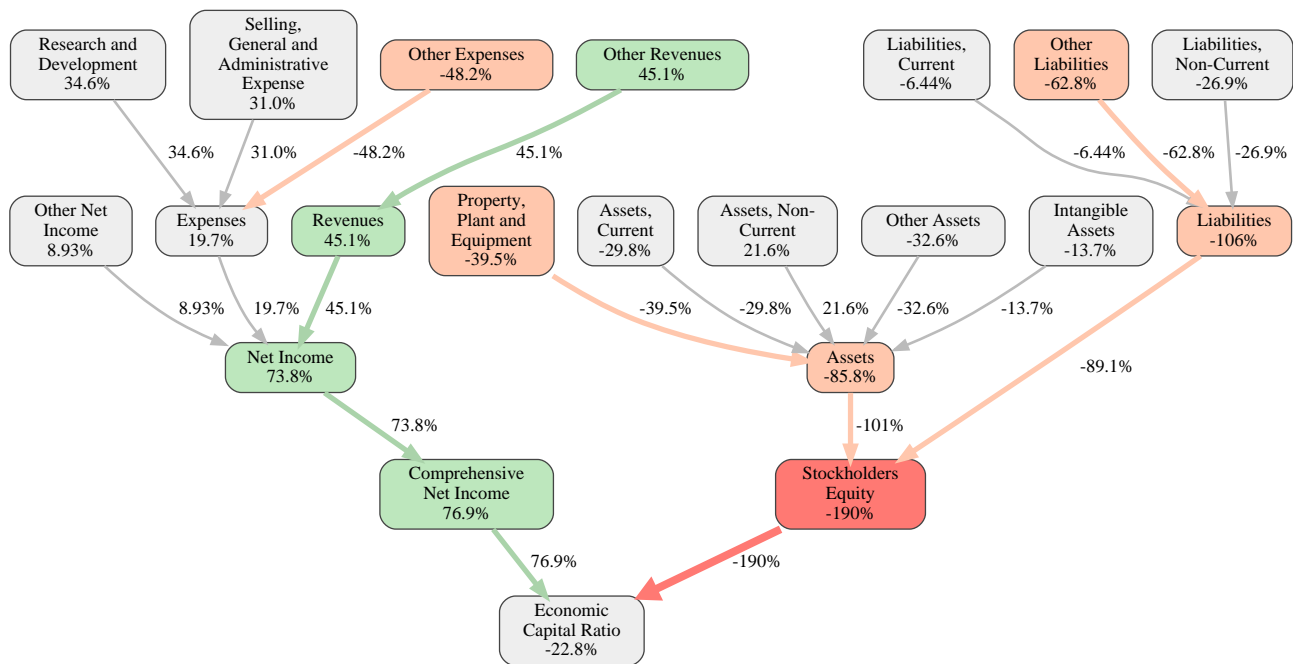 Research and
Development
34.6%
Selling,
General and
Administrative
Expense
31.0%
Other Expenses
-48.2%
Other Revenues
45.1%
Liabilities,
Current
-6.44%
Other
Liabilities
-62.8%
Liabilities,
Non-Current
-26.9%
34.6%
31.0%
-48.2%
45.1%
-6.44%
-62.8%
-26.9%
Other Net
Income
8.93%
Expenses
19.7%
Revenues
45.1%
Property,
Plant and
Equipment
-39.5%
Assets,
Current
-29.8%
Assets, Non-
Current
21.6%
Other Assets
-32.6%
Intangible
Assets
-13.7%
Liabilities
-106%
8.93%
19.7%
45.1%
-39.5%
-29.8%
21.6%
-32.6%
-13.7%
Net Income
73.8%
Assets
-85.8%
-89.1%
73.8%
-101%
Comprehensive
Net Income
76.9%
Stockholders
Equity
-190%
76.9%
-190%
Economic
Capital Ratio
-22.8%